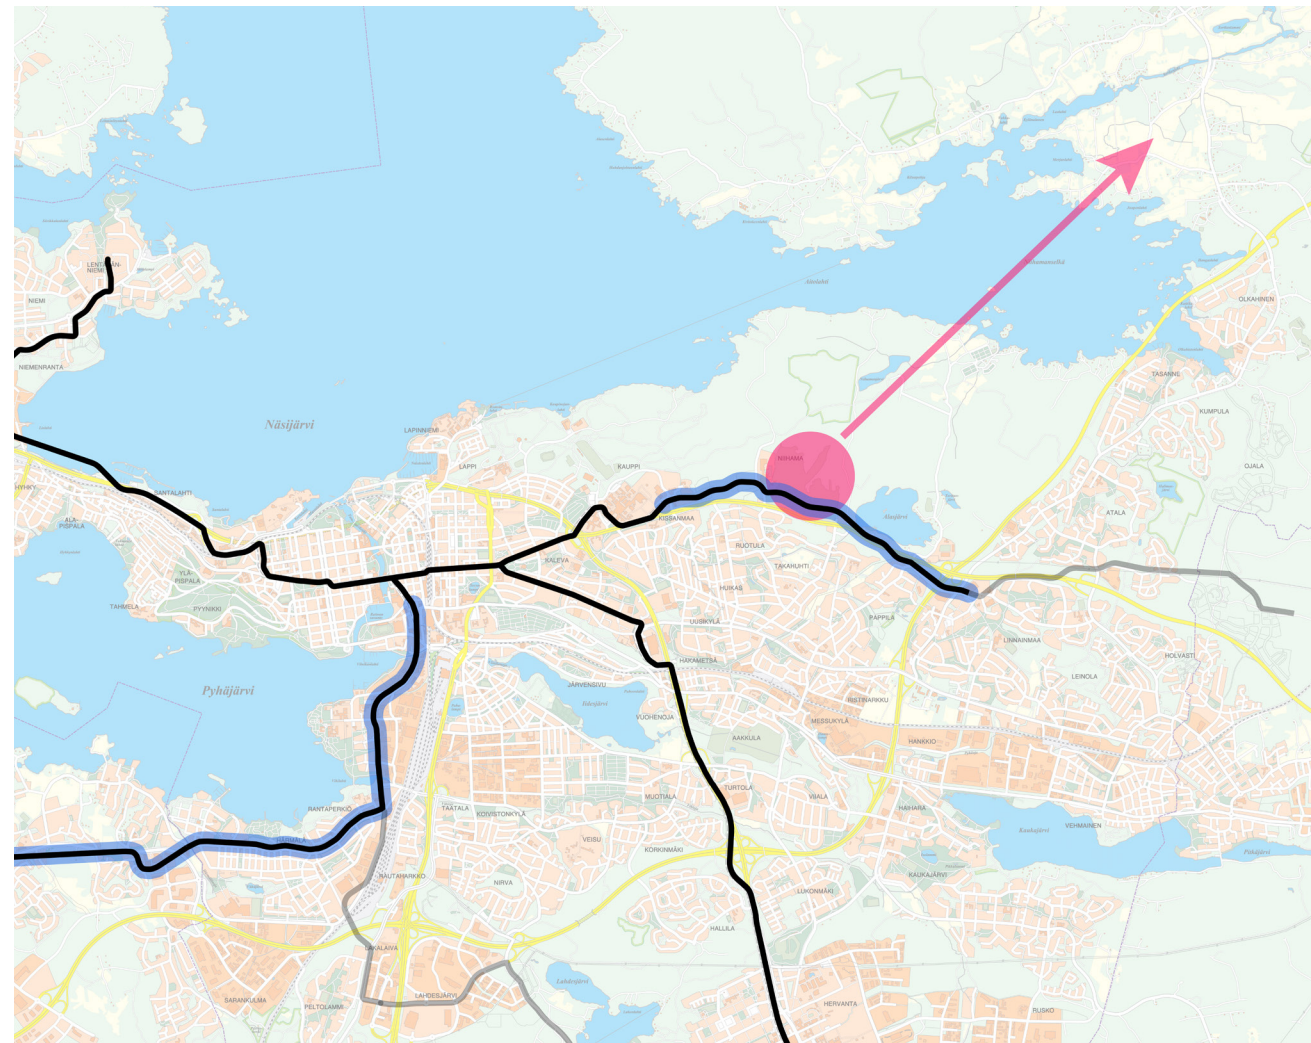 LENTÄVÄN-
NIEMI
NIEMI
NIEMENRANTA
Näsijärvi
Aitolahti
OLKAHINEN
TASANNE
KUMPULA
OJALA
ATALA
LAPINNIEMI
LAPPI
KAUPPI
NIIHAMA
SANTALAHTI
HYHKY
ALA-
PISPALA
YLÄ-
PISPALA
TAHMELA
PYYNIKKI
KISSANMAA
KALEVA
RUOTULA
TAKAHUHTI
HUIKAS
UUSIKYLÄ
PAPPILA
Alasjärvi
LINNAINMAA
HOLVASTI
LEINOLA
HAKAMETSÄ
JÄRVENSIVU
Iidesjärvi
VUOHENOJA
RISTINARKKU
MESSUKYLÄ
AAKKULA
HANKKIO
Pyhäjärvi
RANTAPERKIÖ
TAATALA
KOIVISTONKYLÄ
MUOTIALA
TURTOLA
VIIALA
HAIHARA
VEHMAINEN
Kaukajärvi
VEISU
KORKINMÄKI
KAUKAJÄRVI
RAUTAHARKKO
NIRVA
LUKONMÄKI
HALLILA
LAKALAIVA
SARANKULMA
PELTOLAMMI
LAHDESJÄRVI
Lahdesjärvi
HERVANTA
RUSKO